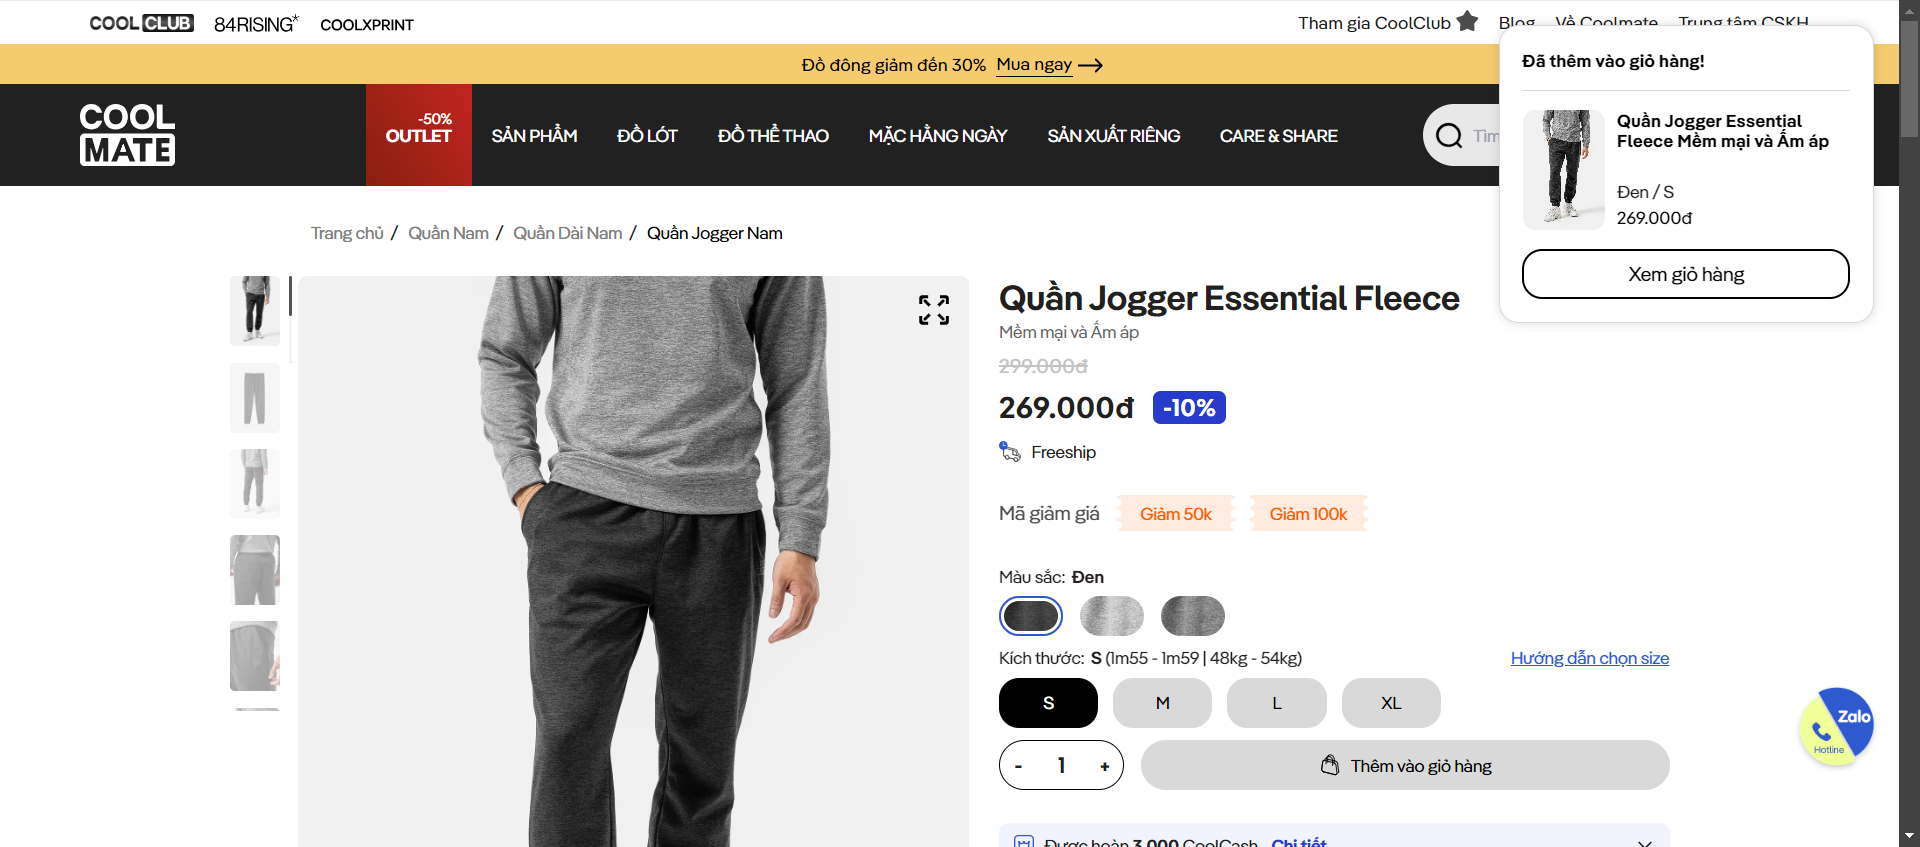 COOLCLUB
84RISING*
COOLXPRINT
Tham gia CoolClub
Blog
Về Coolmate
Trung tâm CSKH
Đồ đông giảm đến 30% Mua ngay
COOL
MATE
-50%
OUTLET
SẢN PHẨM
ĐỒ LÓT
ĐỒ THỂ THAO
MẶC HẰNG NGÀY
SẢN XUẤT RIÊNG
CARE & SHARE
Tìm
Đã thêm vào giỏ hàng!
Quần Jogger Essential
Fleece Mềm mại và Ấm áp
Đen / S
269.000đ
Xem giỏ hàng
Trang chủ / Quần Nam / Quần Dài Nam / Quần Jogger Nam
Quần Jogger Essential Fleece
Mềm mại và Ấm áp
299.000đ
269.000đ -10%
Freeship
Mã giảm giá Giảm 50k Giảm 100k
Màu sắc: Đen
Kích thước: S (1m55 - 1m59 | 48kg - 54kg)
Hướng dẫn chọn size
S M L XL
- 1 +
Thêm vào giỏ hàng
Được hoàn 3.000 CoolCash Chi tiết
Zalo
Hotline